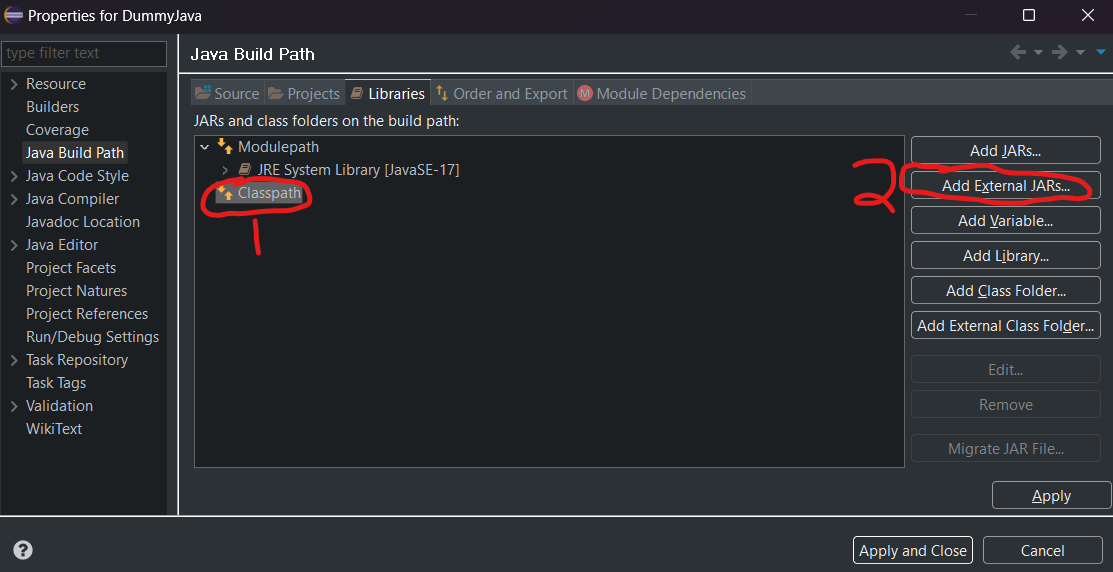 Properties for DummyJava
type filter text
Resource
Builders
Coverage
Java Build Path
Java Code Style
Java Compiler
Javadoc Location
Java Editor
Project Facets
Project Natures
Project References
Run/Debug Settings
Task Repository
Task Tags
Validation
WikiText
Java Build Path
Source Projects Libraries Order and Export M Module Dependencies
JARs and class folders on the build path:
Modulepath
JRE System Library [JavaSE-17]
Classpath
1
2
Add JARs...
Add External JARs...
Add Variable...
Add Library...
Add Class Folder...
Add External Class Folder...
Edit...
Remove
Migrate JAR File...
Apply
?
Apply and Close
Cancel